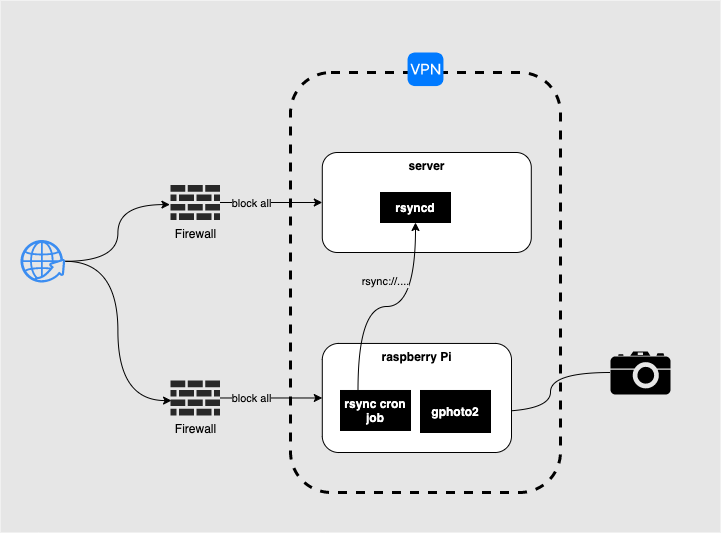 VPN
server
rsyncd
block all
Firewall
rsync://....
raspberry Pi
rsync cron
job
gphoto2
block all
Firewall